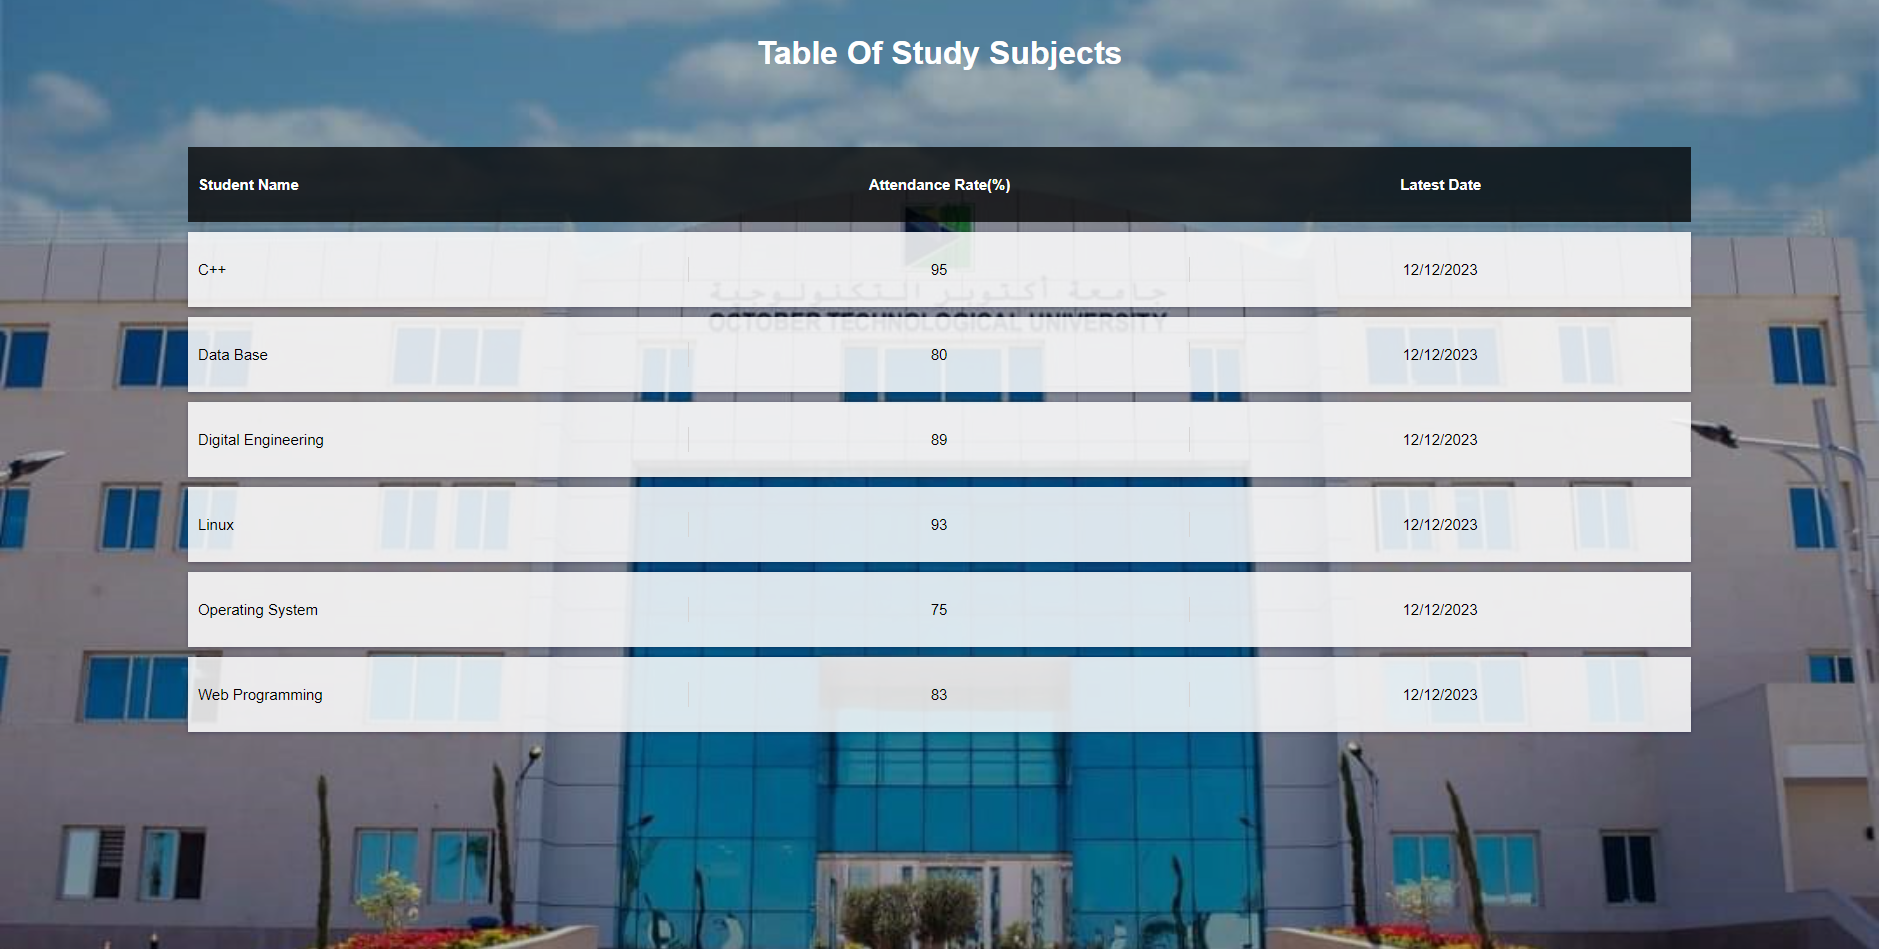 Table Of Study Subjects
Student Name Attendance Rate(%) Latest Date
C++ 95 12/12/2023
جامعة أكتوبر التكنولوجية
OCTOBER TECHNOLOGICAL UNIVERSITY
Data Base 80 12/12/2023
Digital Engineering 89 12/12/2023
Linux 93 12/12/2023
Operating System 75 12/12/2023
Web Programming 83 12/12/2023